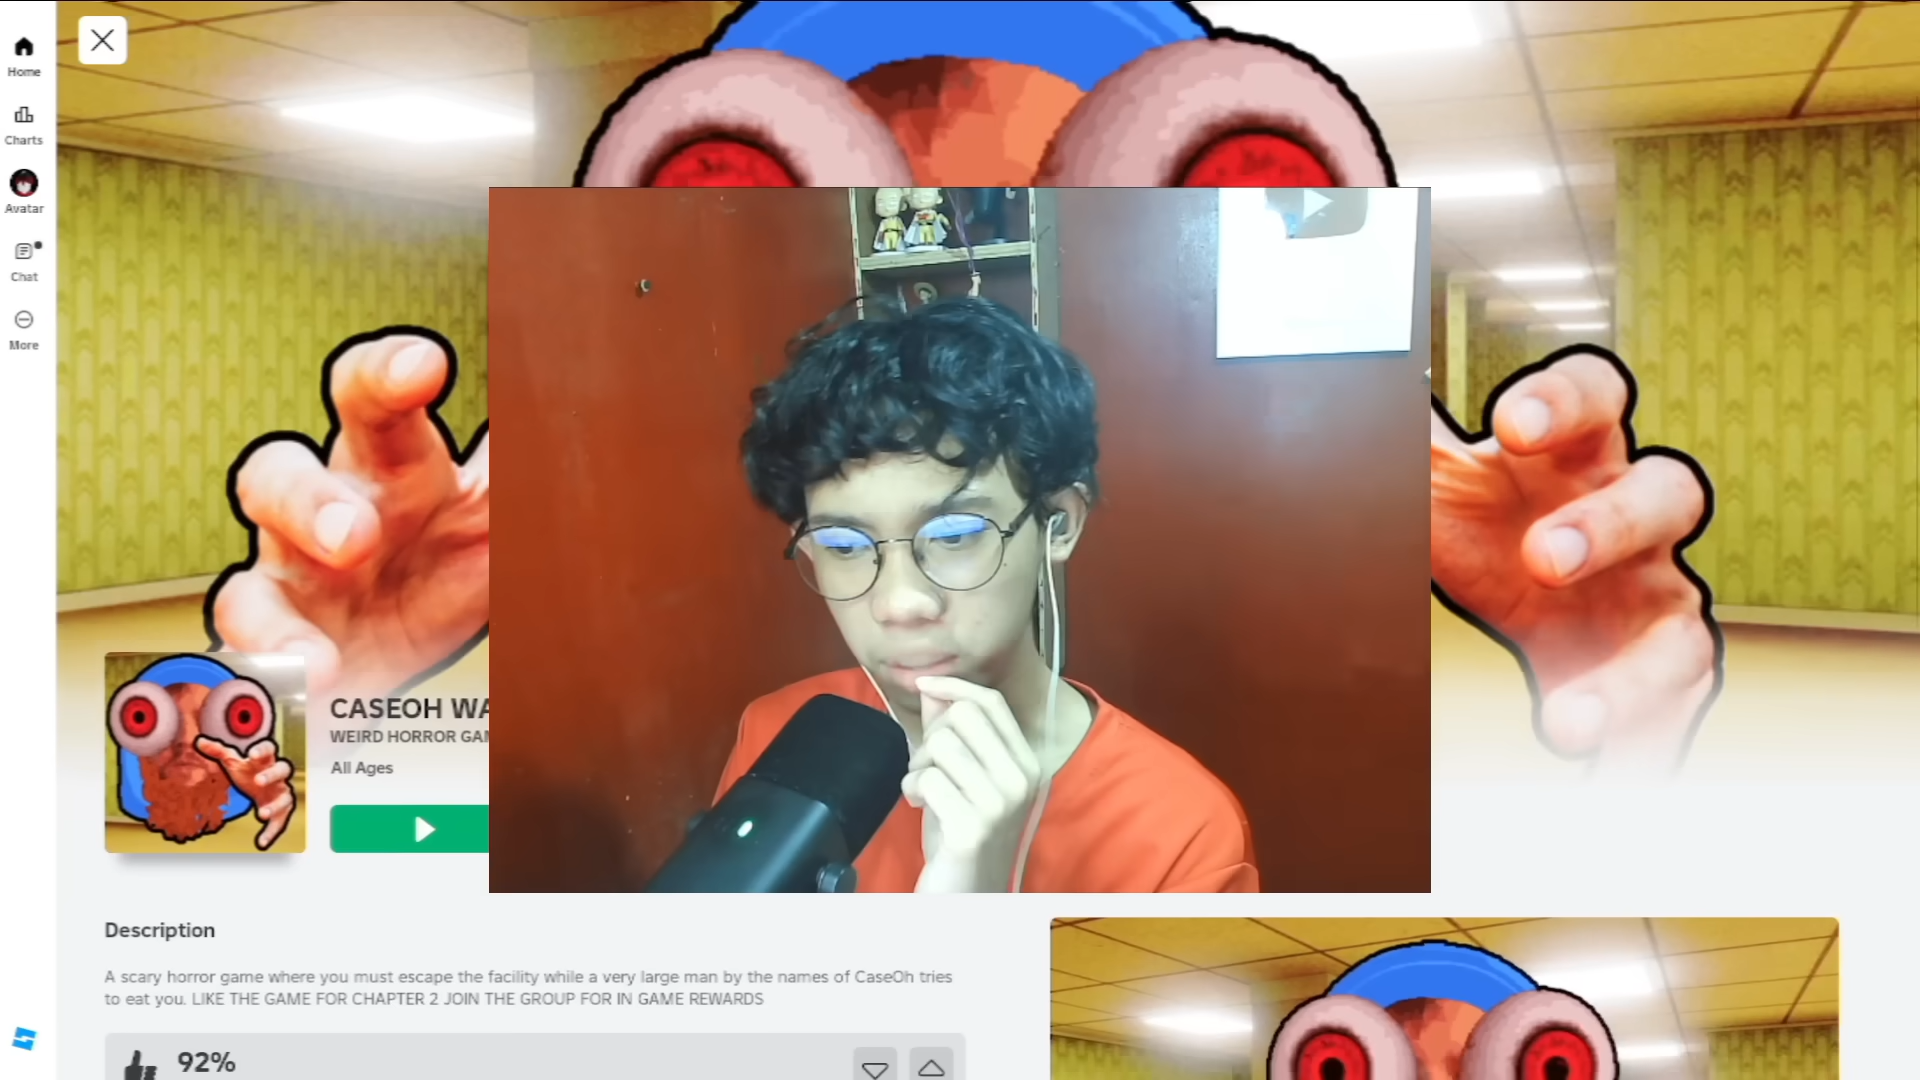 Home
Charts
Avatar
Chat
More
CASEOH
WEIRD HORROR
All Ages
Description
A scary horror game where you must escape the facility while a very large man by the names of CaseOh tries
to eat you. LIKE THE GAME FOR CHAPTER 2 JOIN THE GROUP FOR IN GAME REWARDS
92%